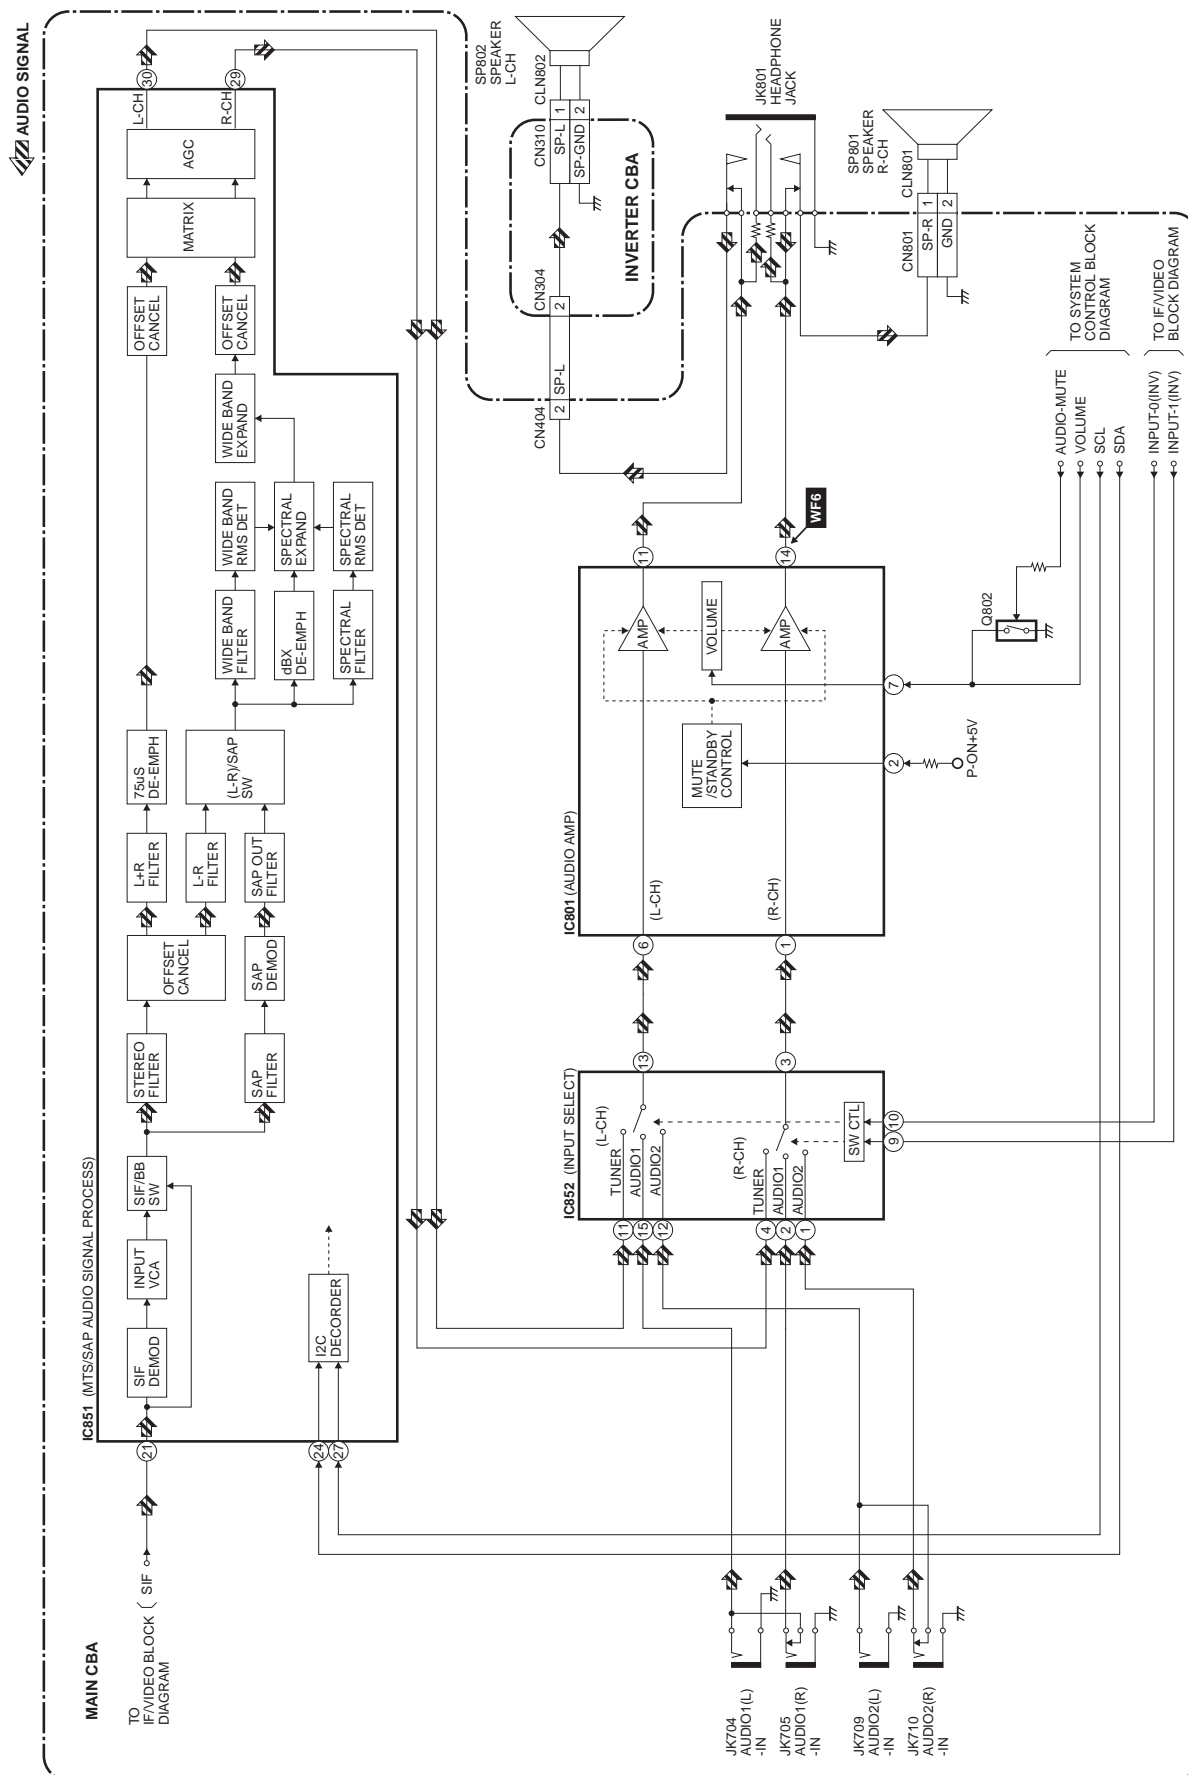 AUDIO SIGNAL
MAIN CBA
TO
IF/VIDEO BLOCK
DIAGRAM
SIF
IC851 (MTS/SAP AUDIO SIGNAL PROCESS)
21
SIF
DEMOD
INPUT
VCA
SIF/BB
SW
STEREO
FILTER
SAP
FILTER
OFFSET
CANCEL
SAP
DEMOD
L+R
FILTER
L-R
FILTER
SAP OUT
FILTER
75uS
DE-EMPH
(L-R)/SAP
SW
WIDE BAND
FILTER
dBX
DE-EMPH
SPECTRAL
FILTER
WIDE BAND
RMS DET
SPECTRAL
EXPAND
SPECTRAL
RMS DET
WIDE BAND
EXPAND
OFFSET
CANCEL
OFFSET
CANCEL
MATRIX
AGC
L-CH
30
R-CH
29
24
27
I2C
DECORDER
SP802
SPEAKER
L-CH
CLN802
CN310
SP-L
1
SP-GND
2
INVERTER CBA
CN304
2
SP-L
2
CN404
JK801
HEADPHONE
JACK
SP801
SPEAKER
R-CH
CLN801
CN801
SP-R
1
GND
2
TO SYSTEM
CONTROL BLOCK
DIAGRAM
TO IF/VIDEO
BLOCK DIAGRAM
AUDIO-MUTE
VOLUME
SCL
SDA
INPUT-0(INV)
INPUT-1(INV)
Q802
WF6
IC801 (AUDIO AMP)
11
14
AMP
VOLUME
AMP
MUTE
/STANDBY
CONTROL
7
2
P-ON+5V
(L-CH)
(R-CH)
6
1
IC852 (INPUT SELECT)
13
3
(L-CH)
TUNER
AUDIO1
AUDIO2
(R-CH)
TUNER
AUDIO1
AUDIO2
SW CTL
10
9
11
15
12
4
2
1
JK704
AUDIO1(L)
-IN
JK705
AUDIO1(R)
-IN
JK709
AUDIO2(L)
-IN
JK710
AUDIO2(R)
-IN